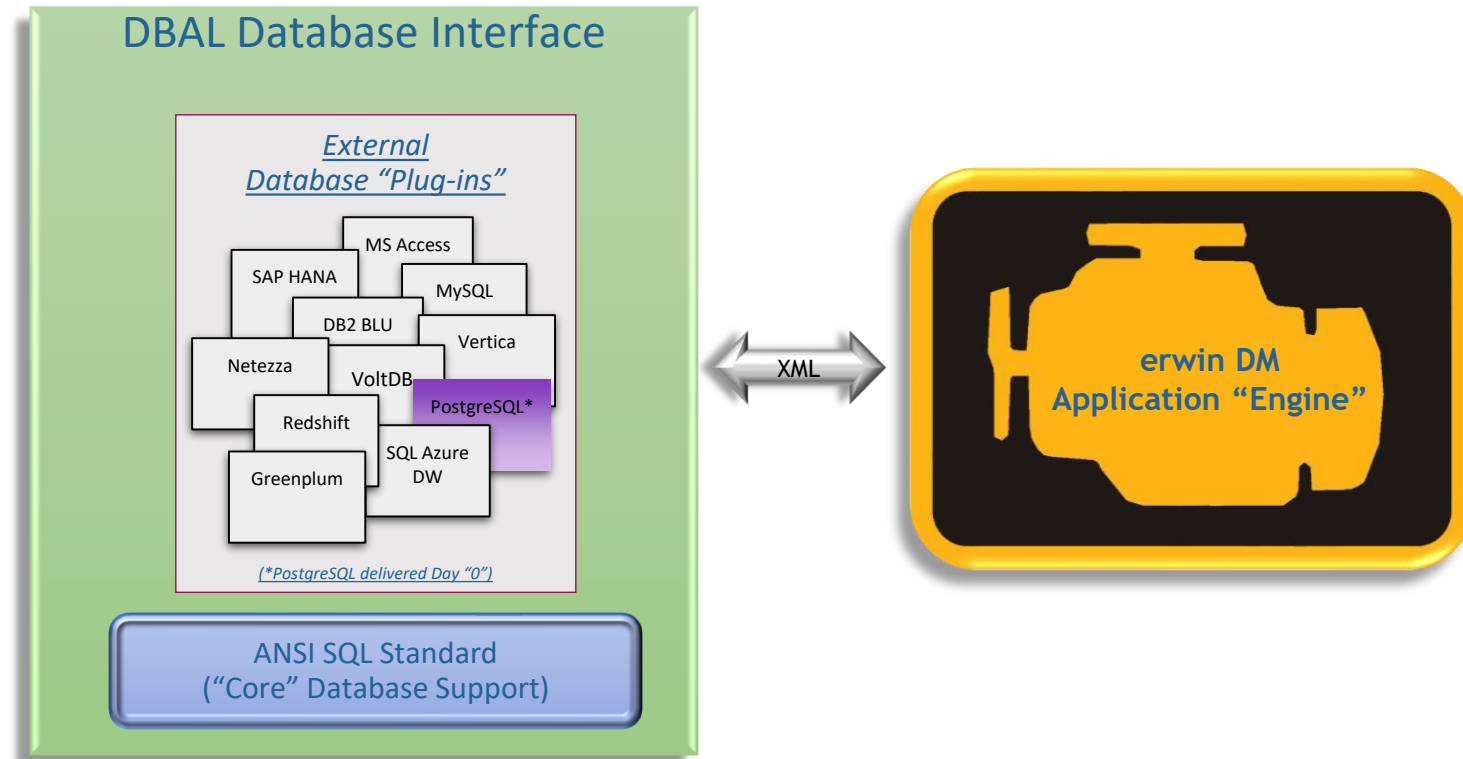 DBAL Database Interface
External
Database “Plug-ins”
MS Access
SAP HANA
MySQL
DB2 BLU
Vertica
Netezza
VoltDB
PostgreSQL*
Redshift
SQL Azure
DW
Greenplum
(*PostgreSQL delivered Day “0”)
ANSI SQL Standard
(“Core” Database Support)
XML
erwin DM
Application “Engine”